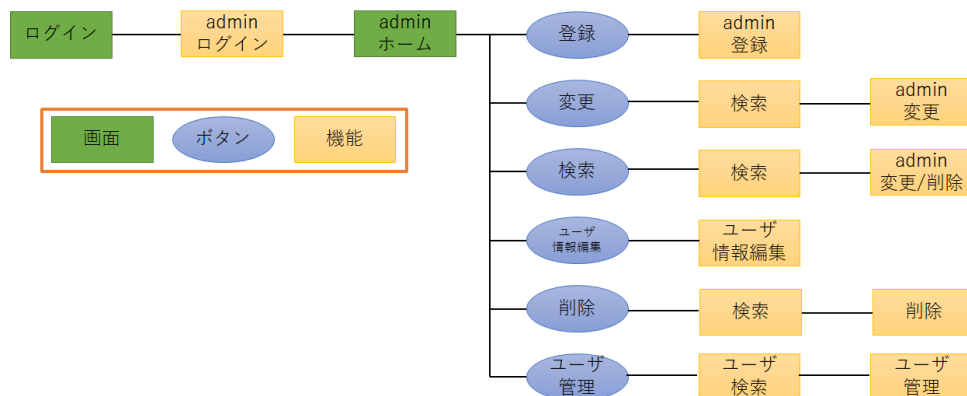 ログイン
admin
ログイン
admin
ホーム
登録
admin
登録
変更
検索
admin
変更
画面
ボタン
機能
検索
検索
admin
変更/削除
ユーザ
情報編集
ユーザ
情報編集
削除
検索
削除
ユーザ
管理
ユーザ
検索
ユーザ
管理